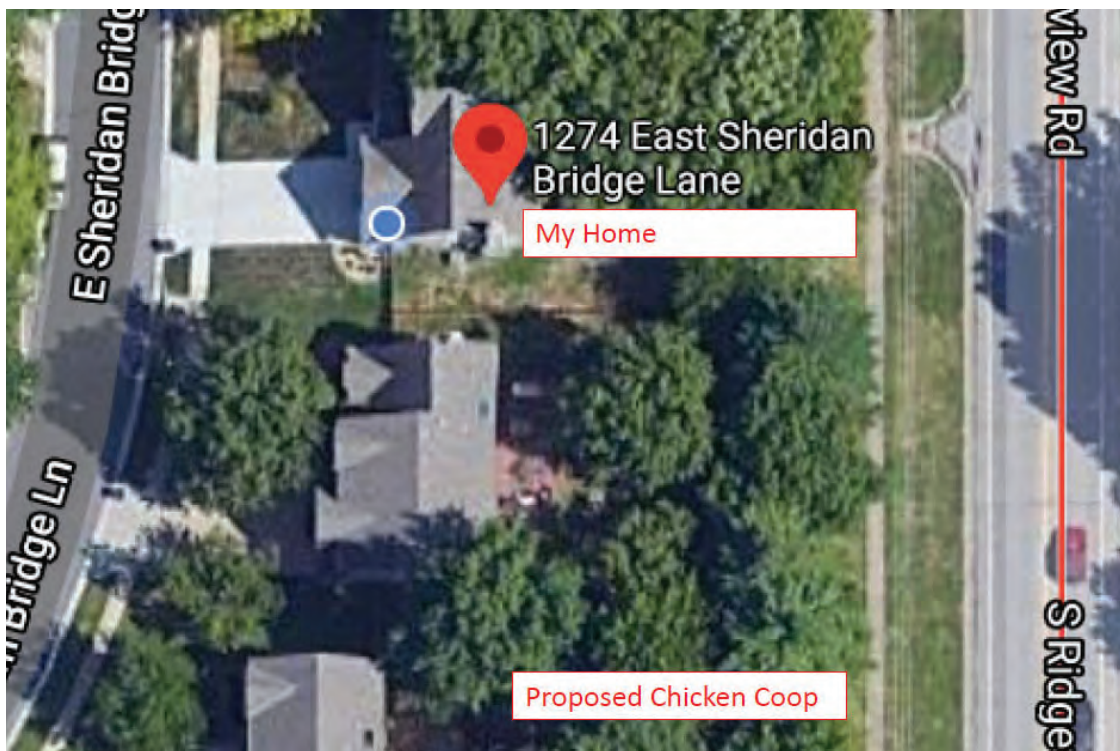 E Sheridan Bridg
view Rd
1274 East Sheridan
Bridge Lane
My Home
Bridge Ln
S Ridge
Proposed Chicken Coop